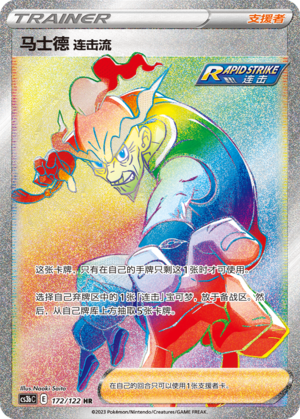 TRAINER 支援者
马士德 连击流
RAPID STRIKE
连击
这张卡牌，只有在自己的手牌只剩这1张时才可使用。
选择自己弃牌区中的1张「连击」宝可梦，放于备战区。然
后，从自己牌库上方抽取5张卡牌。
Illus. Naoki Saito
在自己的回合只可以使用1张支援者卡。
cs3bC E 172/122 HR
©2023 Pokémon/Nintendo/Creatures/GAME FREAK.